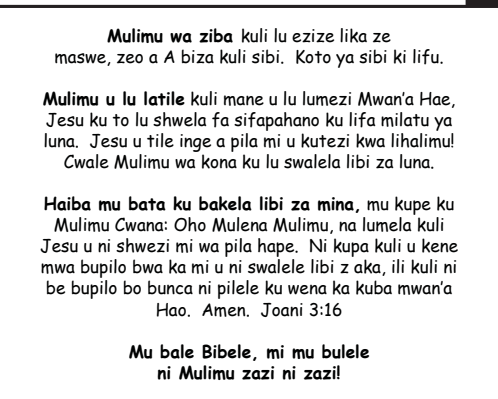 Mulimu wa ziba kuli lu ezize lika ze
maswe, zeo a A biza kuli sibi. Koto ya sibi ki lifu.
Mulimu u lu latile kuli mane u lu lumezi Mwan'a Hae,
Jesu ku to lu shwela fa sifapahano ku lifa milatu ya
luna. Jesu u tile inge a pila mi u kutezi kwa lihalimu!
Cwale Mulimu wa kona ku lu swalela libi za luna.
Haiba mu bata ku bakela libi za mina, mu kupe ku
Mulimu Cwana: Oho Mulena Mulimu, na lumela kuli
Jesu u ni shwezi mi wa pila hape. Ni kupa kuli u kene
mwa bupilo bwa ka mi u ni swalele libi z aka, ili kuli ni
be bupilo bo bunca ni pilele ku wena ka kuba mwan'a
Hao. Amen. Joani 3:16
Mu bale Bibele, mi mu bulele
ni Mulimu zazi ni zazi!